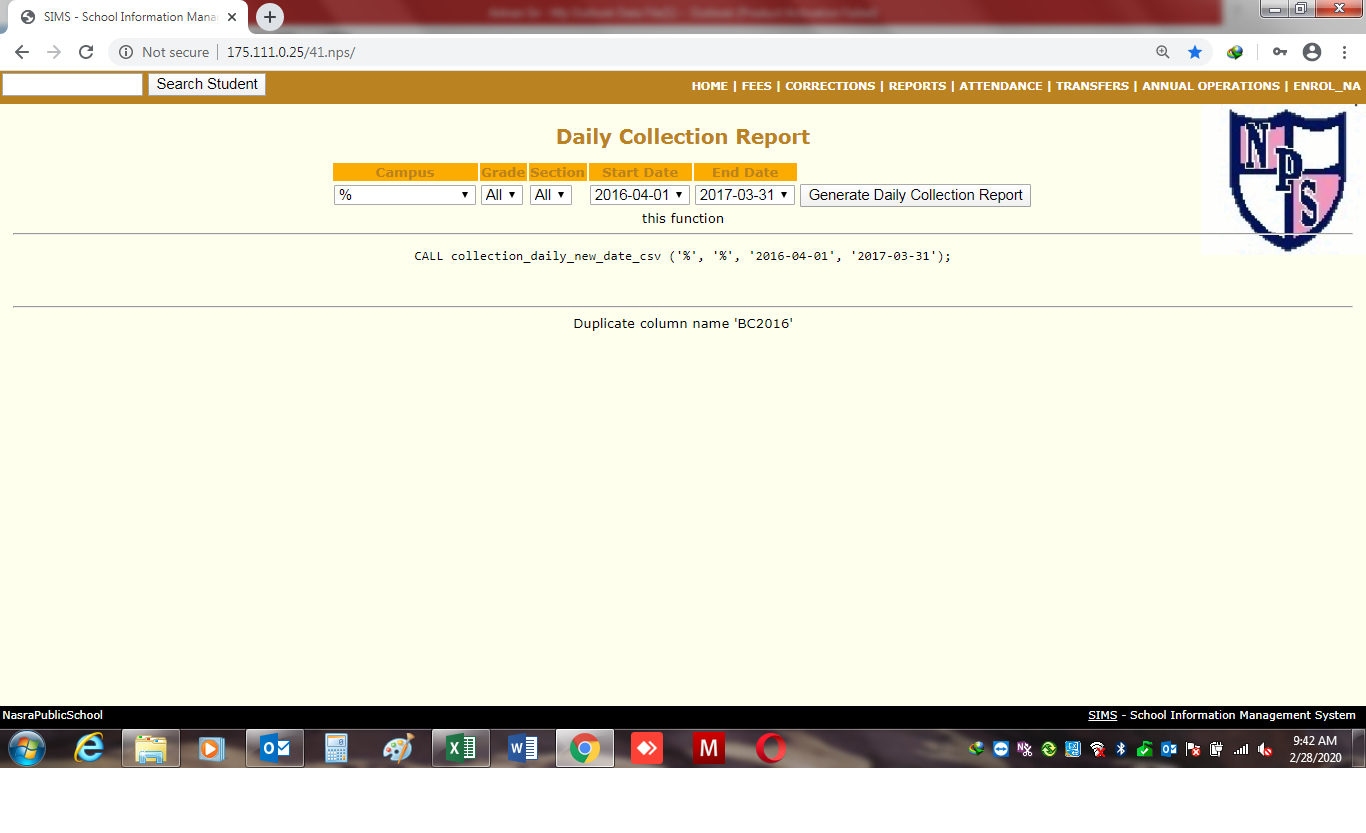 SIMS - School Information Mana
Not secure
175.111.0.25/41.nps/
Search Student
HOME | FEES | CORRECTIONS | REPORTS | ATTENDANCE | TRANSFERS | ANNUAL OPERATIONS | ENROL_NA
Daily Collection Report
NPS
Campus Grade Section Start Date End Date
% All All 2016-04-01 2017-03-31 Generate Daily Collection Report
this function
CALL collection_daily_new_date_csv ('%', '%', '2016-04-01', '2017-03-31');
Duplicate column name 'BC2016'
NasraPublicSchool
SIMS - School Information Management System
9:42 AM
2/28/2020